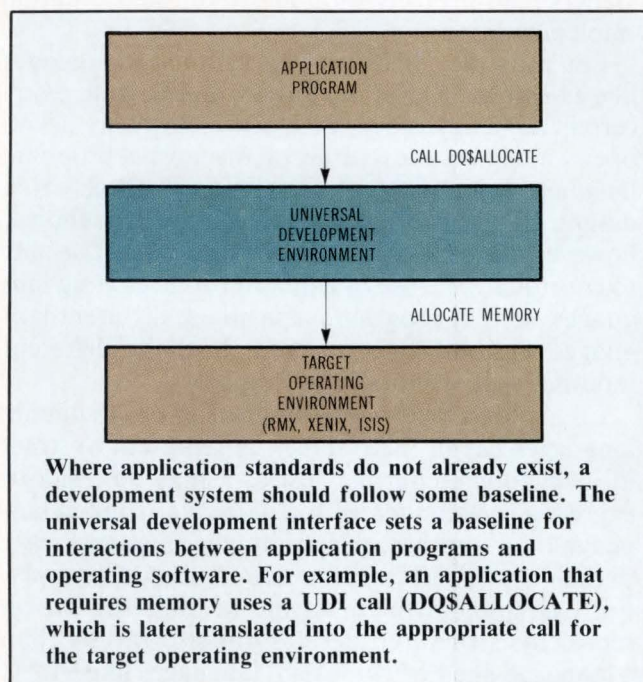 APPLICATION
PROGRAM
CALL DQ$ALLOCATE
UNIVERSAL
DEVELOPMENT
ENVIRONMENT
ALLOCATE MEMORY
TARGET
OPERATING
ENVIRONMENT
(RMX, XENIX, ISIS)
Where application standards do not already exist, a
development system should follow some baseline. The
universal development interface sets a baseline for
interactions between application programs and
operating software. For example, an application that
requires memory uses a UDI call (DQ$ALLOCATE),
which is later translated into the appropriate call for
the target operating environment.